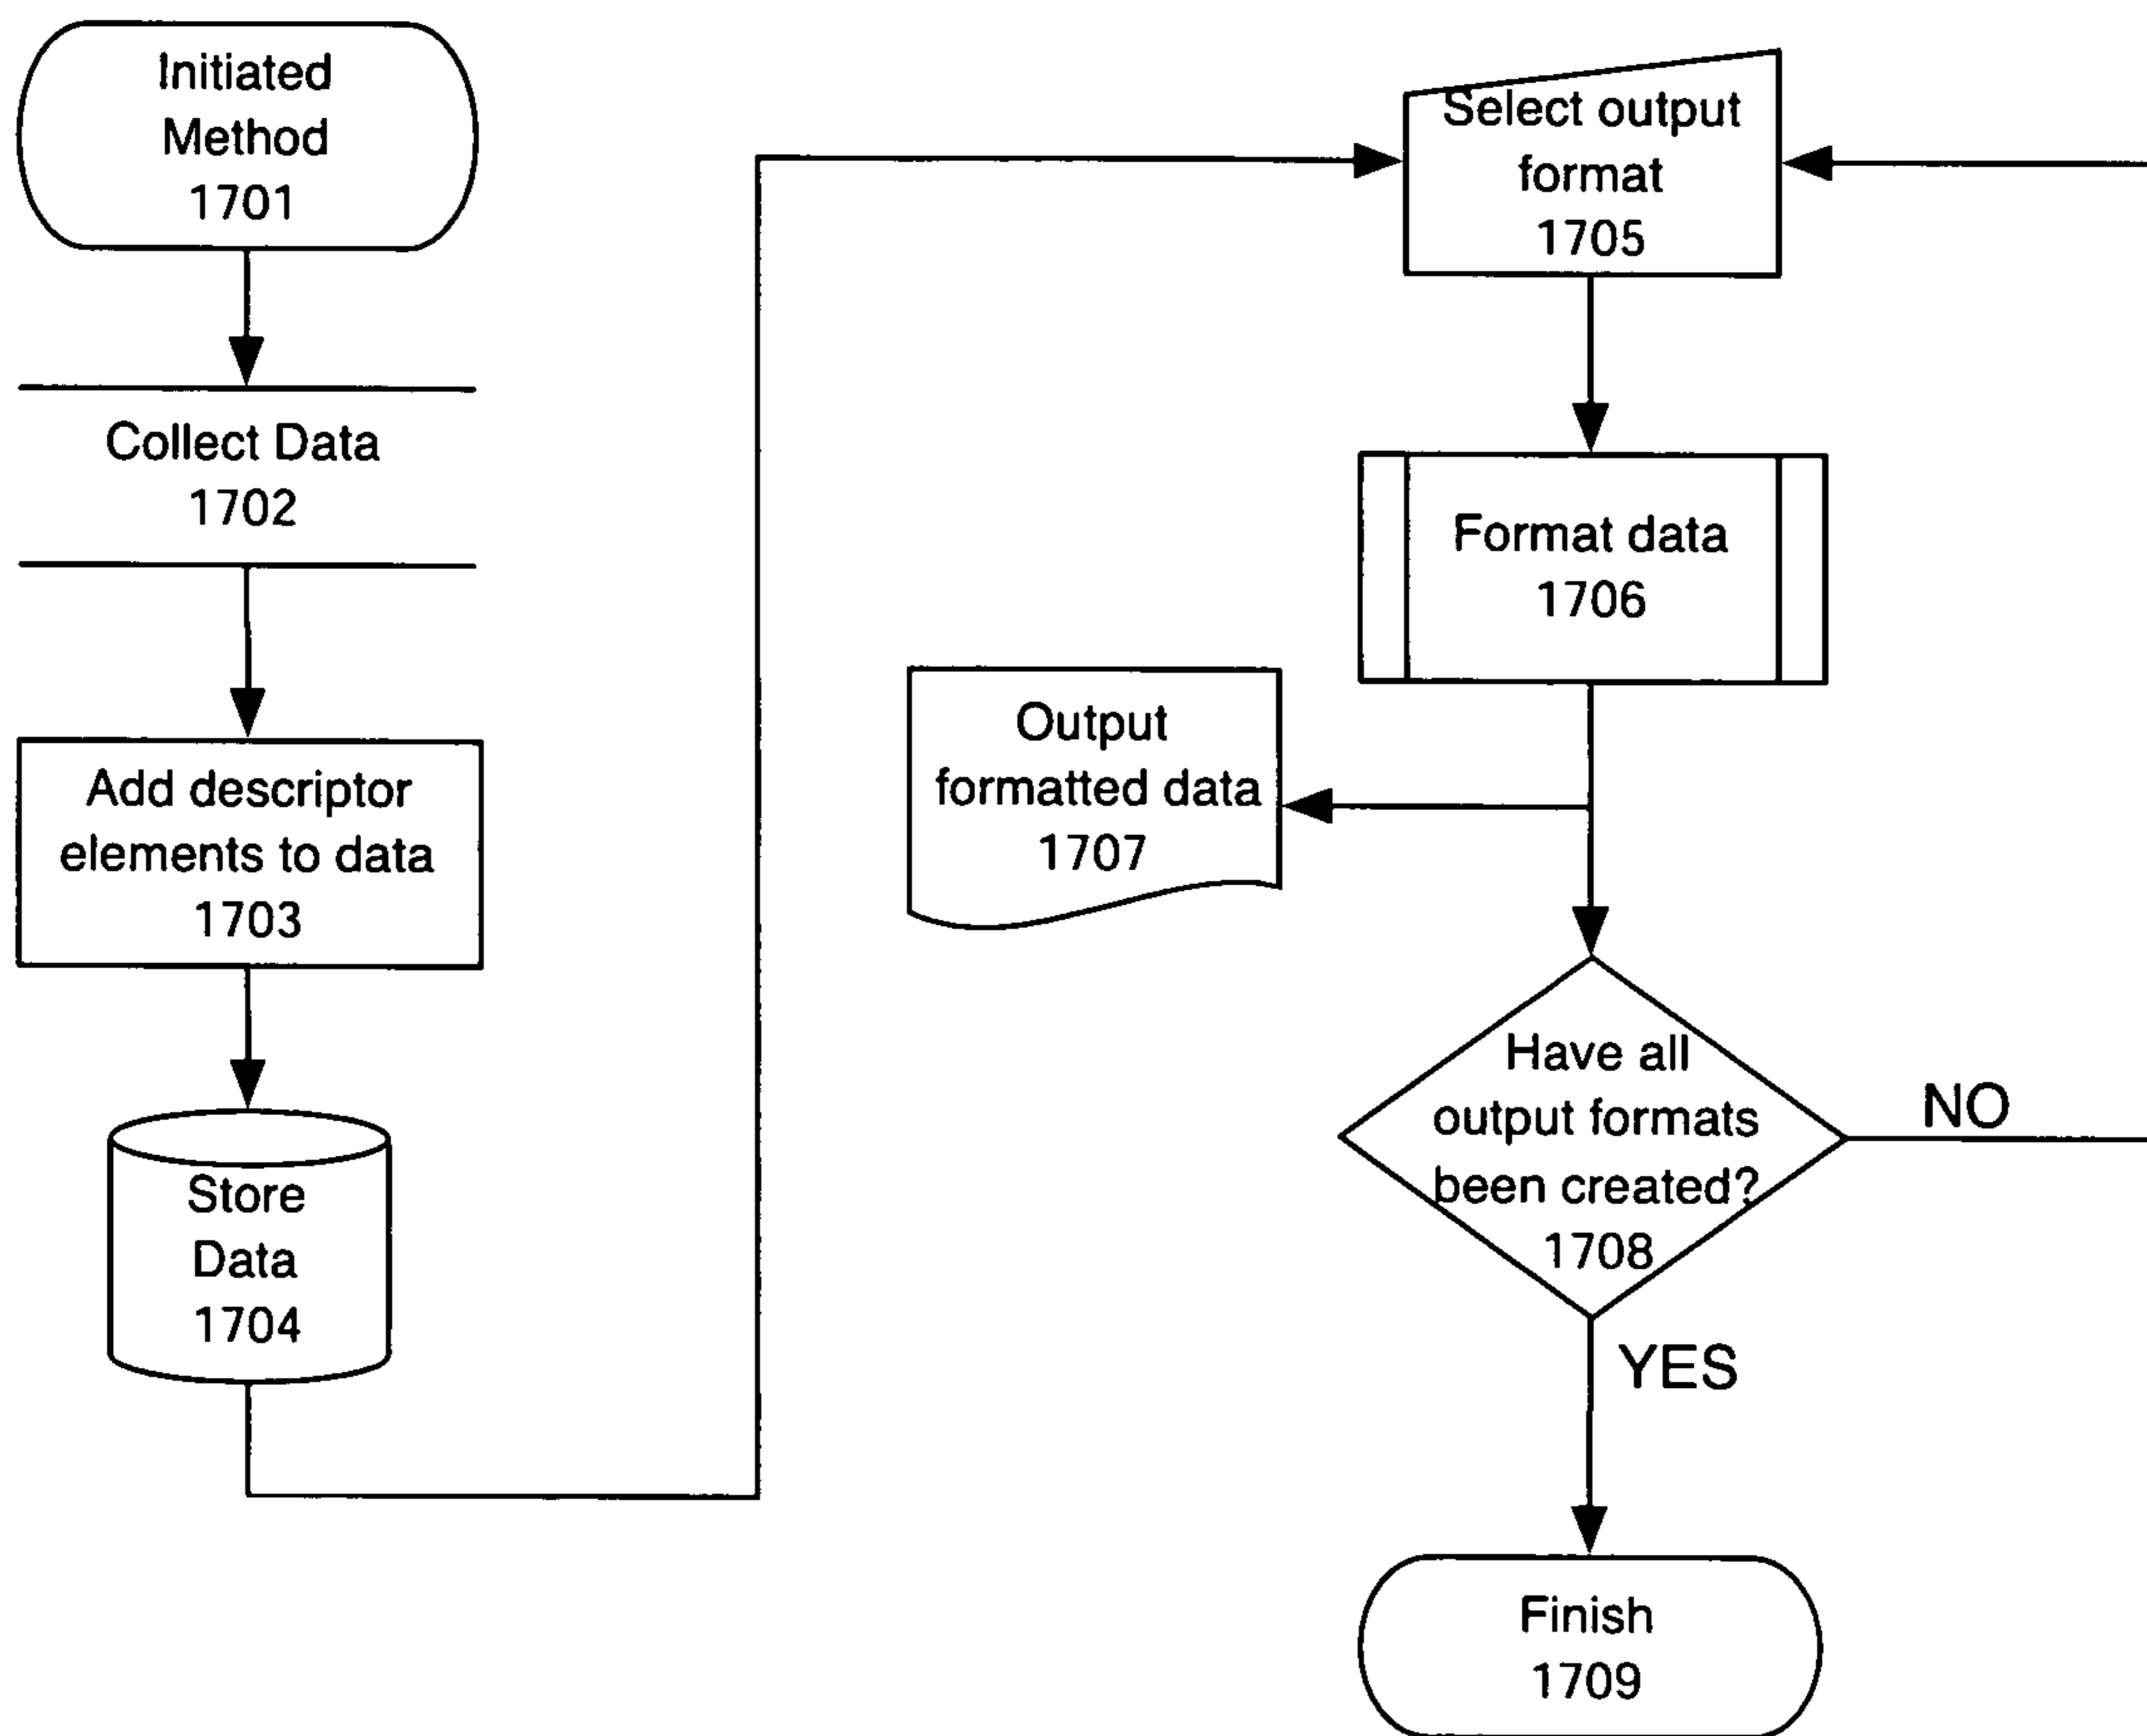 Initiated
Method
1701
Collect Data
1702
Add descriptor
elements to data
1703
Store
Data
1704
Select output
format
1705
Format data
1706
Output
formatted data
1707
Have all
output formats
been created?
1708
NO
YES
Finish
1709